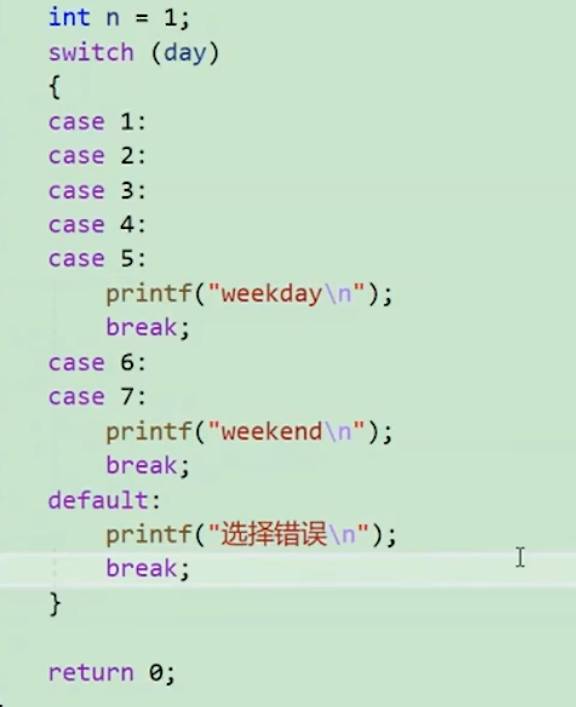 int n = 1;
switch (day)
{
case 1:
case 2:
case 3:
case 4:
case 5:
    printf("weekday\n");
    break;
case 6:
case 7:
    printf("weekend\n");
    break;
default:
    printf("选择错误\n");
    break;
}
return 0;